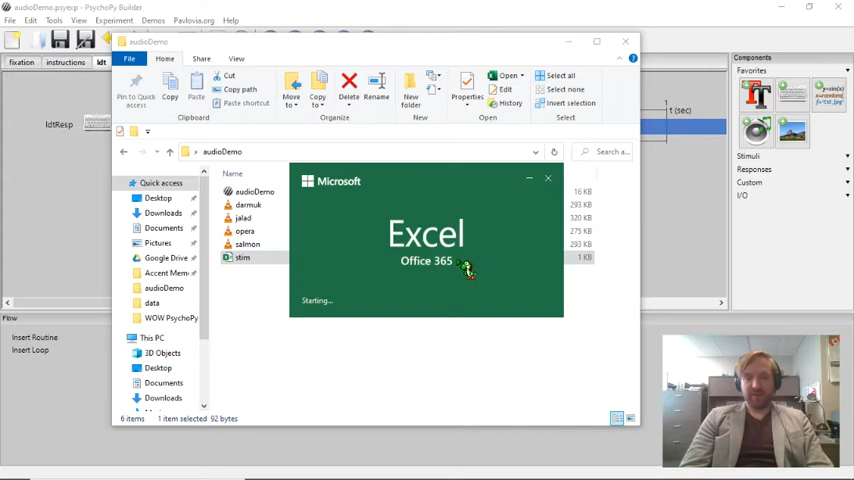 audioDemo.psyexp - PsychoPy Builder
File Edit Tools View Experiment Demos Pavlovia.org Help
fixation instructions ldt
ldtResp
t (sec)
Components
Favorites
Stimuli
Responses
Custom
I/O
Flow
Insert Routine
Insert Loop
audioDemo
File Home Share View
Pin to Quick access
Copy
Paste
Cut
Copy path
Paste shortcut
Clipboard
Move to
Copy to
Delete
Rename
Organize
New folder
New
Properties
Open
Edit
History
Open
Select all
Select none
Invert selection
Select
audioDemo
Search a...
Name
audioDemo 16 KB
darmuk 293 KB
jalad 320 KB
opera 275 KB
salmon 293 KB
stim 1 KB
Quick access
Desktop
Downloads
Documents
Pictures
Google Drive
Accent Mem
audioDemo
data
WOW PsychoPy
This PC
3D Objects
Desktop
Documents
Downloads
6 items 1 item selected 92 bytes
Microsoft
Excel
Office 365
Starting...